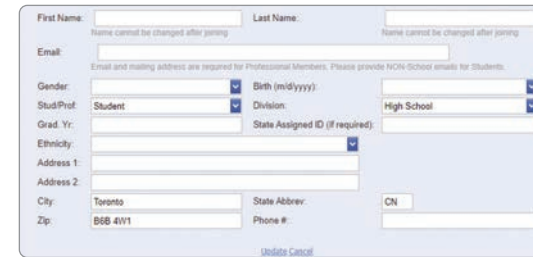 First Name: Last Name:
Name cannot be changed after joining Name cannot be changed after joining
Email:
Email and mailing address are required for Professional Members. Please provide NON-School emails for Students.
Gender: Birth (m/d/yyyy):
Stud/Prof: Student Division: High School
Grad. Yr: State Assigned ID (if required):
Ethnicity:
Address 1:
Address 2:
City: Toronto State Abbrev: CN
Zip: B6B 4W1 Phone #:
Update Cancel